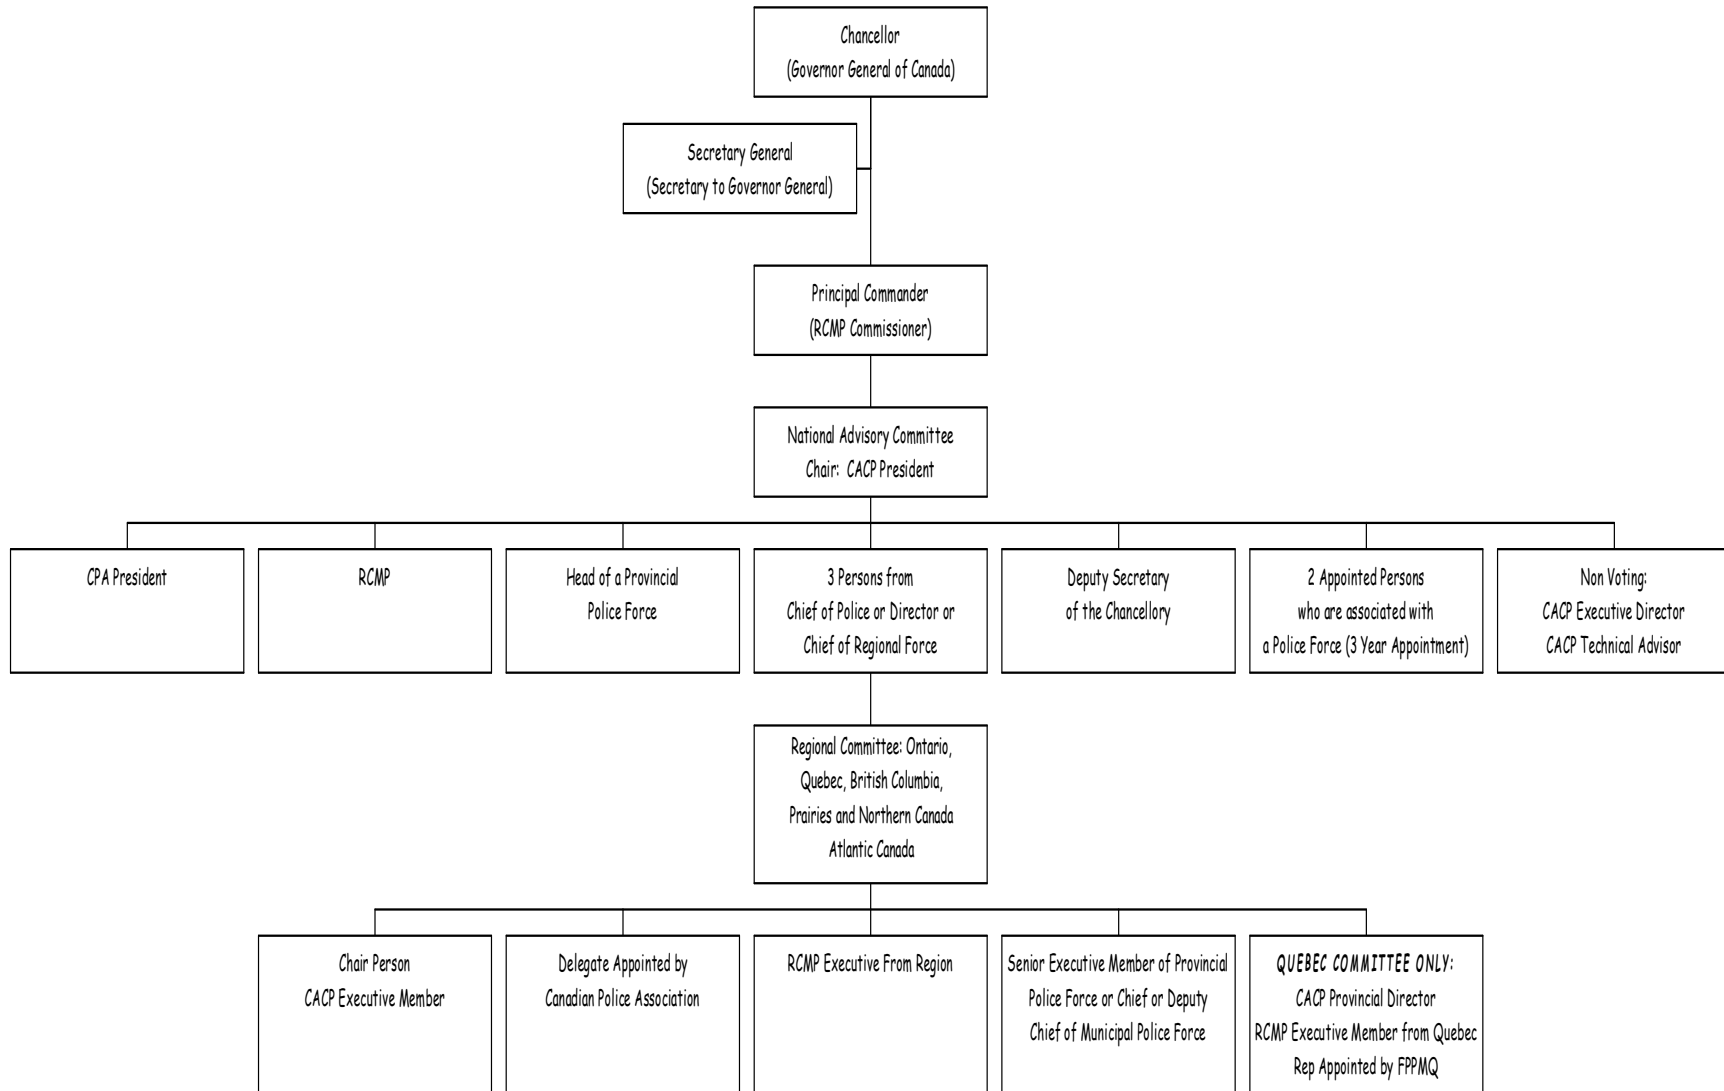 Chancellor
(Governor General of Canada)
Secretary General
(Secretary to Governor General)
Principal Commander
(RCMP Commissioner)
National Advisory Committee
Chair: CACP President
CPA President
RCMP
Head of a Provincial
Police Force
3 Persons from
Chief of Police or Director or
Chief of Regional Force
Deputy Secretary
of the Chancellory
2 Appointed Persons
who are associated with
a Police Force (3 Year Appointment)
Non Voting:
CACP Executive Director
CACP Technical Advisor
Regional Committee: Ontario,
Quebec, British Columbia,
Prairies and Northern Canada
Atlantic Canada
Chair Person
CACP Executive Member
Delegate Appointed by
Canadian Police Association
RCMP Executive From Region
Senior Executive Member of Provincial
Police Force or Chief or Deputy
Chief of Municipal Police Force
QUEBEC COMMITTEE ONLY:
CACP Provincial Director
RCMP Executive Member from Quebec
Rep Appointed by FPPMQ